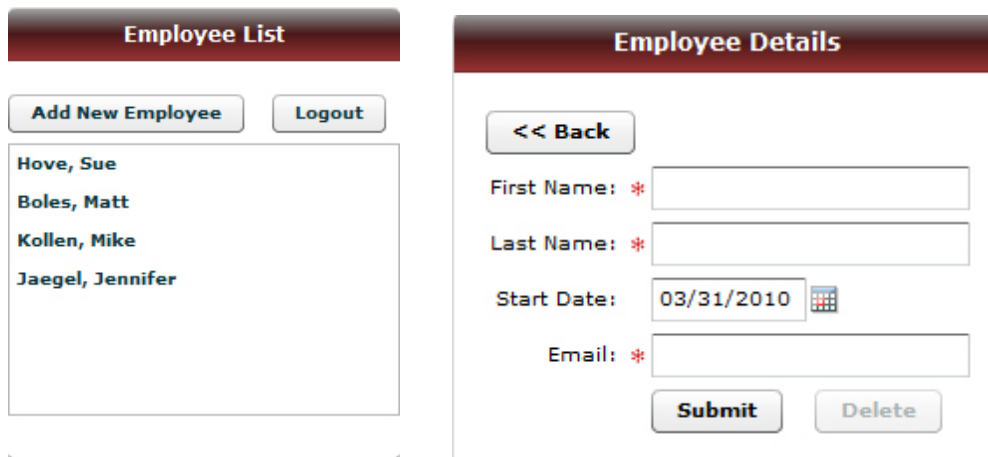 Employee List
Add New Employee Logout
Hove, Sue
Boles, Matt
Kollen, Mike
Jaegel, Jennifer
Employee Details
<< Back
First Name: *
Last Name: *
Start Date: 03/31/2010
Email: *
Submit Delete